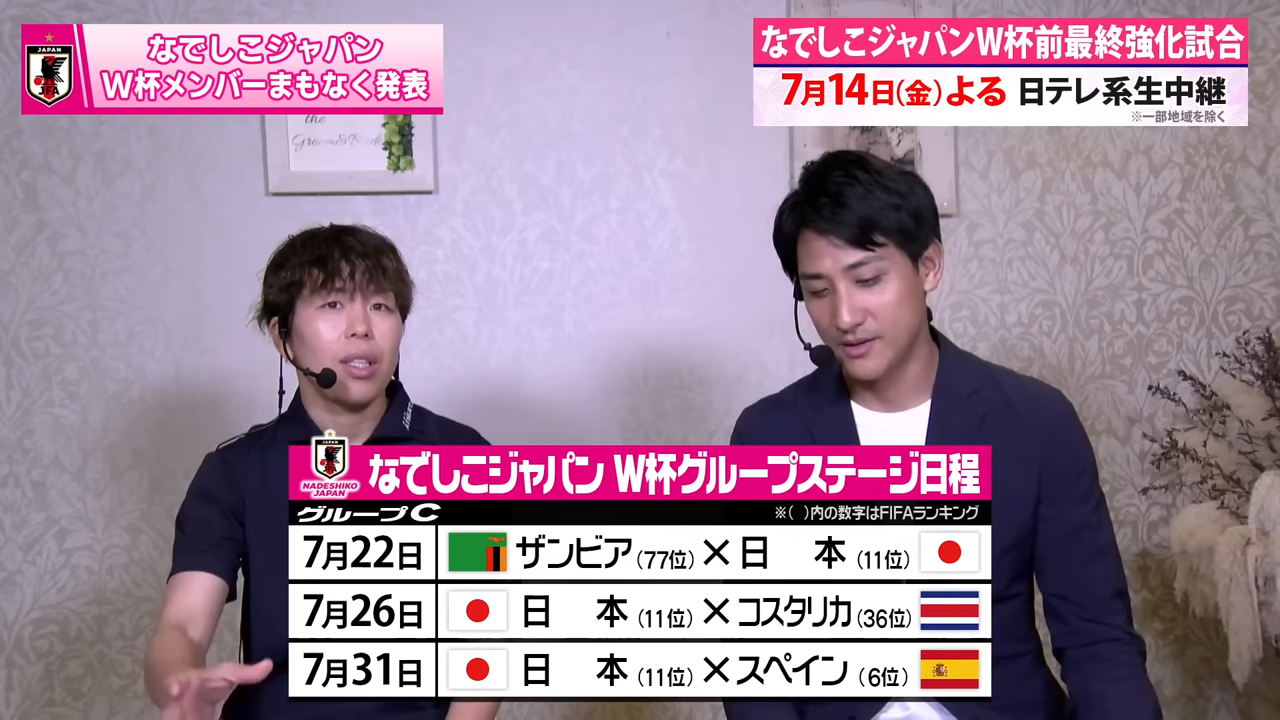 JAPAN
JFA
なでしこジャパン
W杯メンバーまもなく発表
なでしこジャパンW杯前最終強化試合
7月14日(金)よる 日テレ系生中継
※一部地域を除く
the
Groom&Bride
JAPAN
JFA
NADESHIKO
JAPAN
なでしこジャパン W杯グループステージ日程
グループC
※( )内の数字はFIFAランキング
7月22日 ザンビア(77位)×日 本(11位)
7月26日 日 本(11位)×コスタリカ(36位)
7月31日 日 本(11位)×スペイン(6位)